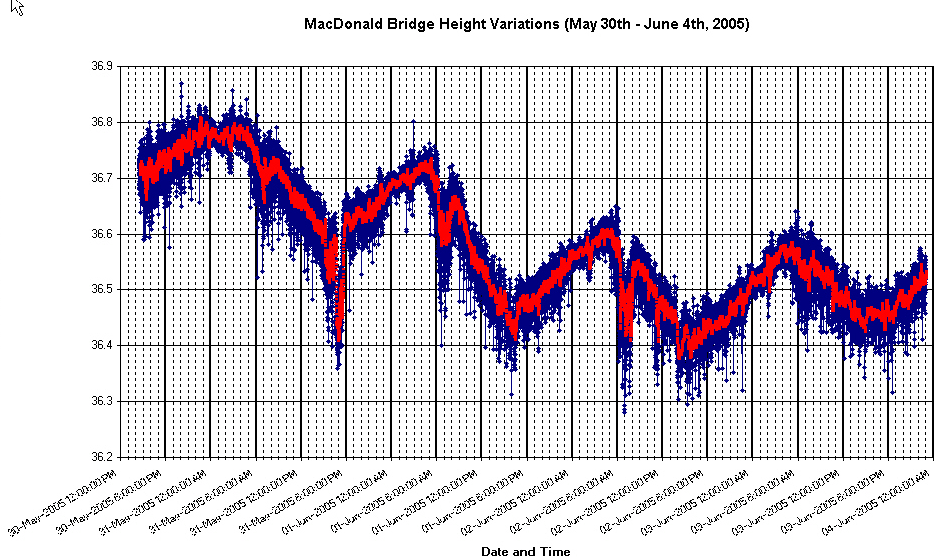 MacDonald Bridge Height Variations (May 30th - June 4th, 2005)
36.9
36.8
36.7
36.6
36.5
36.4
36.3
36.2
30-May-2005 12:00:00 PM
30-May-2005 6:00:00 PM
31-May-2005 12:00:00 AM
31-May-2005 6:00:00 AM
31-May-2005 12:00:00 PM
31-May-2005 6:00:00 PM
01-Jun-2005 12:00:00 AM
01-Jun-2005 6:00:00 AM
01-Jun-2005 12:00:00 PM
01-Jun-2005 6:00:00 PM
02-Jun-2005 12:00:00 AM
02-Jun-2005 6:00:00 AM
02-Jun-2005 12:00:00 PM
02-Jun-2005 6:00:00 PM
03-Jun-2005 12:00:00 AM
03-Jun-2005 6:00:00 AM
03-Jun-2005 12:00:00 PM
03-Jun-2005 6:00:00 PM
04-Jun-2005 12:00:00 AM
Date and Time